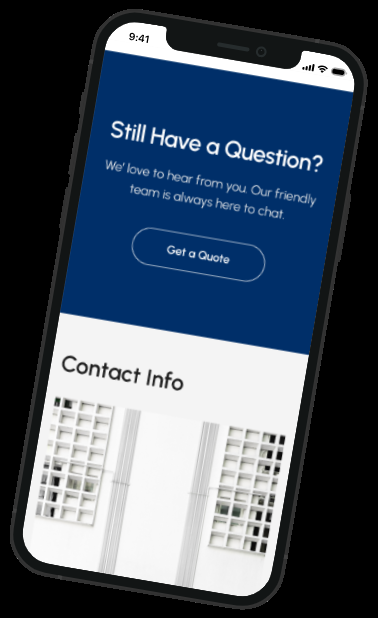 9:41
Still Have a Question?
We' love to hear from you. Our friendly
team is always here to chat.
Get a Quote
Contact Info